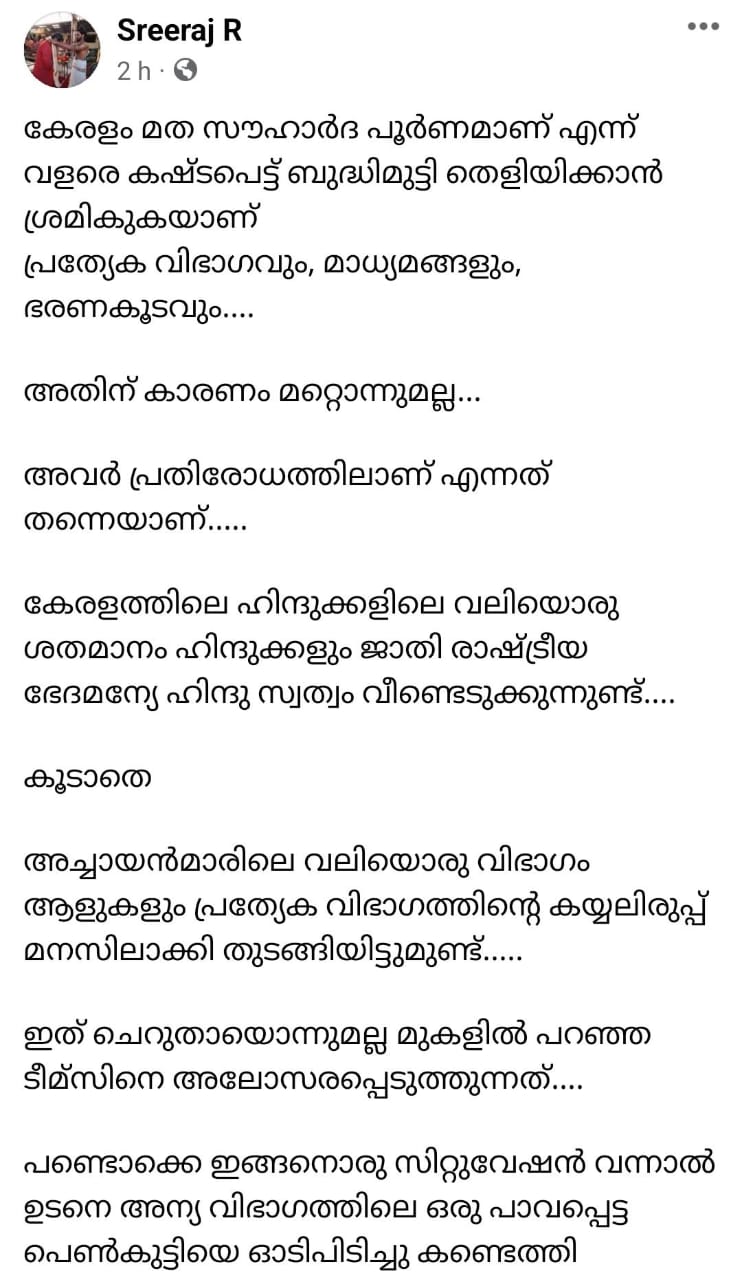 Sreeraj R
2 h ·
കേരളം മത സൗഹാർദ പൂർണമാണ് എന്ന്
വളരെ കഷ്ടപെട്ട് ബുദ്ധിമുട്ടി തെളിയിക്കാൻ
ശ്രമികുകയാണ്
പ്രത്യേക വിഭാഗവും, മാധ്യമങ്ങളും,
ഭരണകൂടവും....
അതിന് കാരണം മറ്റൊന്നുമല്ല...
അവർ പ്രതിരോധത്തിലാണ് എന്നത്
തന്നെയാണ്.....
കേരളത്തിലെ ഹിന്ദുക്കളിലെ വലിയൊരു
ശതമാനം ഹിന്ദുക്കളും ജാതി രാഷ്ട്രീയ
ഭേദമന്യേ ഹിന്ദു സ്വത്വം വീണ്ടെടുക്കുന്നുണ്ട്....
കൂടാതെ
അച്ചായൻമാരിലെ വലിയൊരു വിഭാഗം
ആളുകളും പ്രത്യേക വിഭാഗത്തിന്റെ കയ്യലിരുപ്പ്
മനസിലാക്കി തുടങ്ങിയിട്ടുമുണ്ട്.....
ഇത് ചെറുതായൊന്നുമല്ല മുകളിൽ പറഞ്ഞ
ടീമ്സിനെ അലോസരപ്പെടുത്തുന്നത്....
പണ്ടൊക്കെ ഇങ്ങനൊരു സിറ്റുവേഷൻ വന്നാൽ
ഉടനെ അന്യ വിഭാഗത്തിലെ ഒരു പാവപ്പെട്ട
പെൺകുട്ടിയെ ഓടിപിടിച്ചു കണ്ടെത്തി